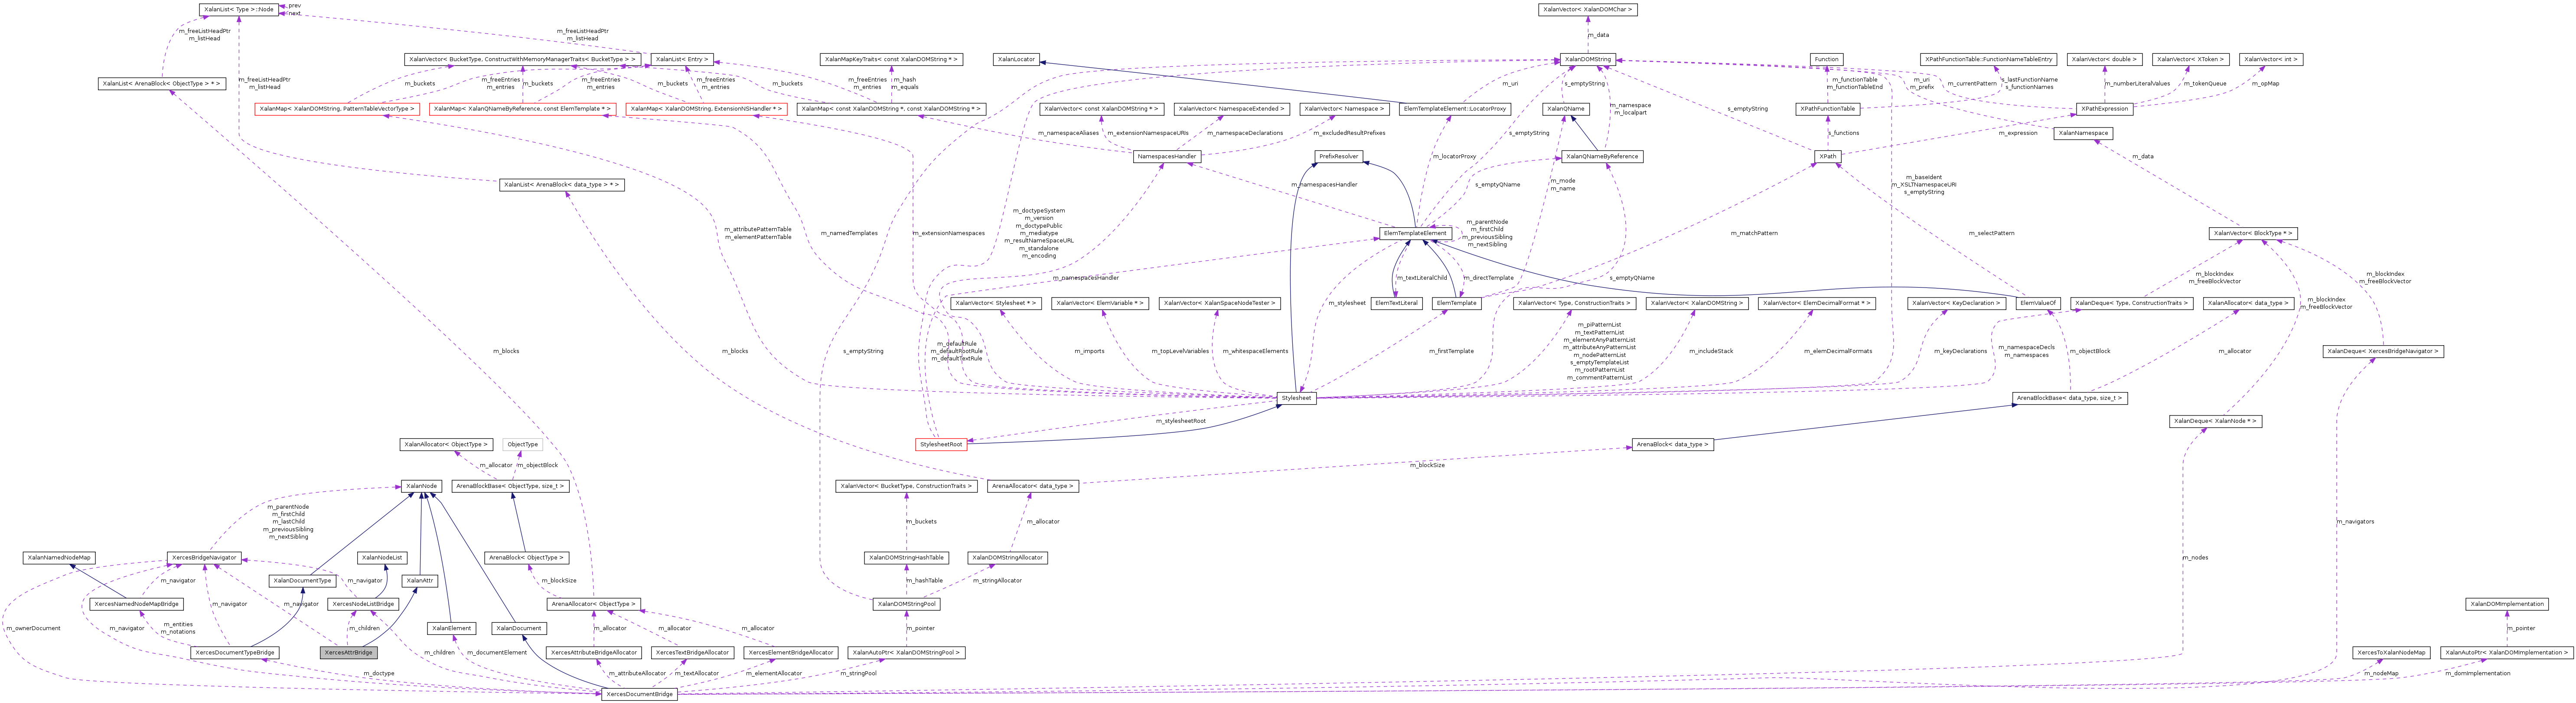 XalanList< Type >::Node
prev
next
XalanVector< XalanDOMChar >
m_freeListHeadPtr
m_listHead
m_freeListHeadPtr
m_listHead
m_data
XalanVector< BucketType, ConstructWithMemoryManagerTraits< BucketType > >
XalanList< Entry >
XalanMapKeyTraits< const XalanDOMString * >
XalanLocator
XalanDOMString
Function
XPathFunctionTable::FunctionNameTableEntry
XalanVector< double >
XalanVector< XToken >
XalanVector< int >
XalanList< ArenaBlock< ObjectType > * >
m_freeListHeadPtr
m_listHead
m_buckets
m_freeEntries
m_entries
m_buckets
m_freeEntries
m_entries
m_buckets
m_freeEntries
m_entries
m_buckets
m_freeEntries
m_entries
m_hash
m_equals
m_uri
s_emptyString
m_functionTable
m_functionTableEnd
s_lastFunctionName
s_functionNames
m_uri
m_prefix
m_currentPattern
m_numberLiteralValues
m_tokenQueue
m_opMap
XalanMap< XalanDOMString, PatternTableVectorType >
XalanMap< XalanQNameByReference, const ElemTemplate * >
XalanMap< XalanDOMString, ExtensionNSHandler * >
XalanMap< const XalanDOMString *, const XalanDOMString * >
XalanVector< const XalanDOMString * >
XalanVector< NamespaceExtended >
XalanVector< Namespace >
ElemTemplateElement::LocatorProxy
XalanQName
m_namespace
m_localpart
s_emptyString
XPathFunctionTable
XPathExpression
m_namespaceAliases
m_extensionNamespaceURIs
m_namespaceDeclarations
m_excludedResultPrefixes
s_emptyString
s_functions
m_expression
XalanNamespace
NamespacesHandler
PrefixResolver
m_locatorProxy
XalanQNameByReference
XPath
m_data
XalanList< ArenaBlock< data_type > * >
m_namespacesHandler
s_emptyQName
m_mode
m_name
m_baseIdent
m_XSLTNamespaceURI
s_emptyString
m_attributePatternTable
m_elementPatternTable
m_namedTemplates
m_extensionNamespaces
m_doctypeSystem
m_version
m_doctypePublic
m_mediatype
m_resultNameSpaceURL
m_standalone
m_encoding
ElemTemplateElement
m_parentNode
m_firstChild
m_previousSibling
m_nextSibling
m_matchPattern
m_selectPattern
XalanVector< BlockType * >
m_namespacesHandler
m_textLiteralChild
m_directTemplate
s_emptyQName
m_blockIndex
m_freeBlockVector
m_blockIndex
m_freeBlockVector
XalanVector< Stylesheet * >
XalanVector< ElemVariable * >
XalanVector< XalanSpaceNodeTester >
m_stylesheet
ElemTextLiteral
ElemTemplate
XalanVector< Type, ConstructionTraits >
XalanVector< XalanDOMString >
XalanVector< ElemDecimalFormat * >
XalanVector< KeyDeclaration >
ElemValueOf
XalanDeque< Type, ConstructionTraits >
XalanAllocator< data_type >
m_blockIndex
m_freeBlockVector
m_blocks
m_blocks
s_emptyString
m_defaultRule
m_defaultRootRule
m_defaultTextRule
m_imports
m_topLevelVariables
m_whitespaceElements
m_firstTemplate
m_piPatternList
m_textPatternList
m_elementAnyPatternList
m_attributeAnyPatternList
m_nodePatternList
s_emptyTemplateList
m_rootPatternList
m_commentPatternList
m_includeStack
m_elemDecimalFormats
m_keyDeclarations
m_namespaceDecls
m_namespaces
m_objectBlock
m_allocator
XalanDeque< XercesBridgeNavigator >
Stylesheet
ArenaBlockBase< data_type, size_t >
m_stylesheetRoot
XalanDeque< XalanNode * >
XalanAllocator< ObjectType >
ObjectType
StylesheetRoot
ArenaBlock< data_type >
m_allocator
m_objectBlock
m_blockSize
XalanNode
ArenaBlockBase< ObjectType, size_t >
XalanVector< BucketType, ConstructionTraits >
ArenaAllocator< data_type >
m_parentNode
m_firstChild
m_lastChild
m_previousSibling
m_nextSibling
m_buckets
m_allocator
m_navigators
XalanNamedNodeMap
XercesBridgeNavigator
XalanNodeList
ArenaBlock< ObjectType >
XalanDOMStringHashTable
XalanDOMStringAllocator
m_nodes
m_navigator
XalanDocumentType
m_navigator
XalanAttr
m_blockSize
m_hashTable
m_stringAllocator
XercesNamedNodeMapBridge
m_navigator
m_navigator
XercesNodeListBridge
ArenaAllocator< ObjectType >
XalanDOMStringPool
XalanDOMImplementation
m_ownerDocument
m_navigator
m_entities
m_notations
m_children
XalanElement
XalanDocument
m_allocator
m_allocator
m_allocator
m_pointer
m_pointer
XercesDocumentTypeBridge
XercesAttrBridge
m_children
m_documentElement
XercesAttributeBridgeAllocator
XercesTextBridgeAllocator
XercesElementBridgeAllocator
XalanAutoPtr< XalanDOMStringPool >
XercesToXalanNodeMap
XalanAutoPtr< XalanDOMImplementation >
m_doctype
m_attributeAllocator
m_textAllocator
m_elementAllocator
m_stringPool
m_nodeMap
m_domImplementation
XercesDocumentBridge